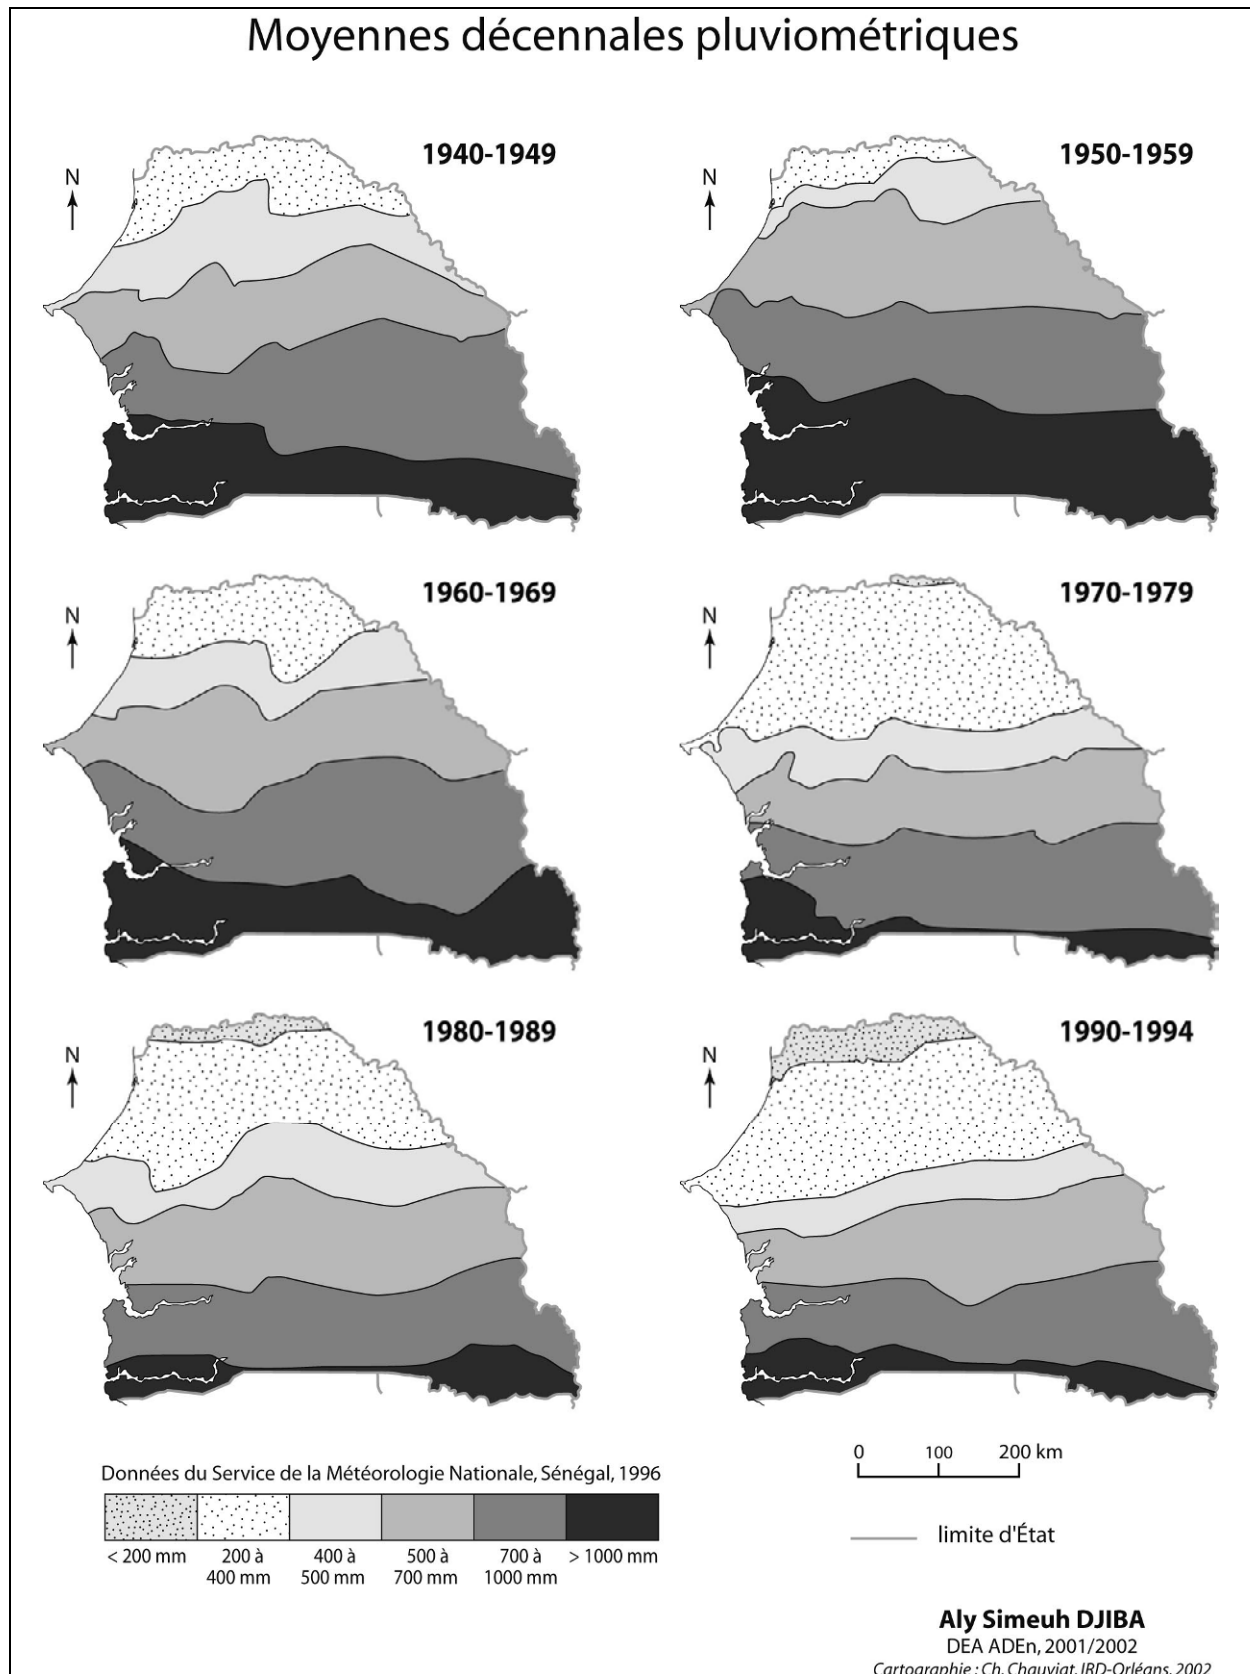 Moyennes décennales pluviométriques
1940-1949
N
1950-1959
N
1960-1969
N
1970-1979
N
1980-1989
N
1990-1994
N
Données du Service de la Météorologie Nationale, Sénégal, 1996
< 200 mm
200 à
400 mm
400 à
500 mm
500 à
700 mm
700 à
1000 mm
> 1000 mm
0 100 200 km
limite d'État
Aly Simeuh DJIBA
DEA ADEn, 2001/2002
Cartographie : Ch. Chauviat, IRD-Orléans, 2002